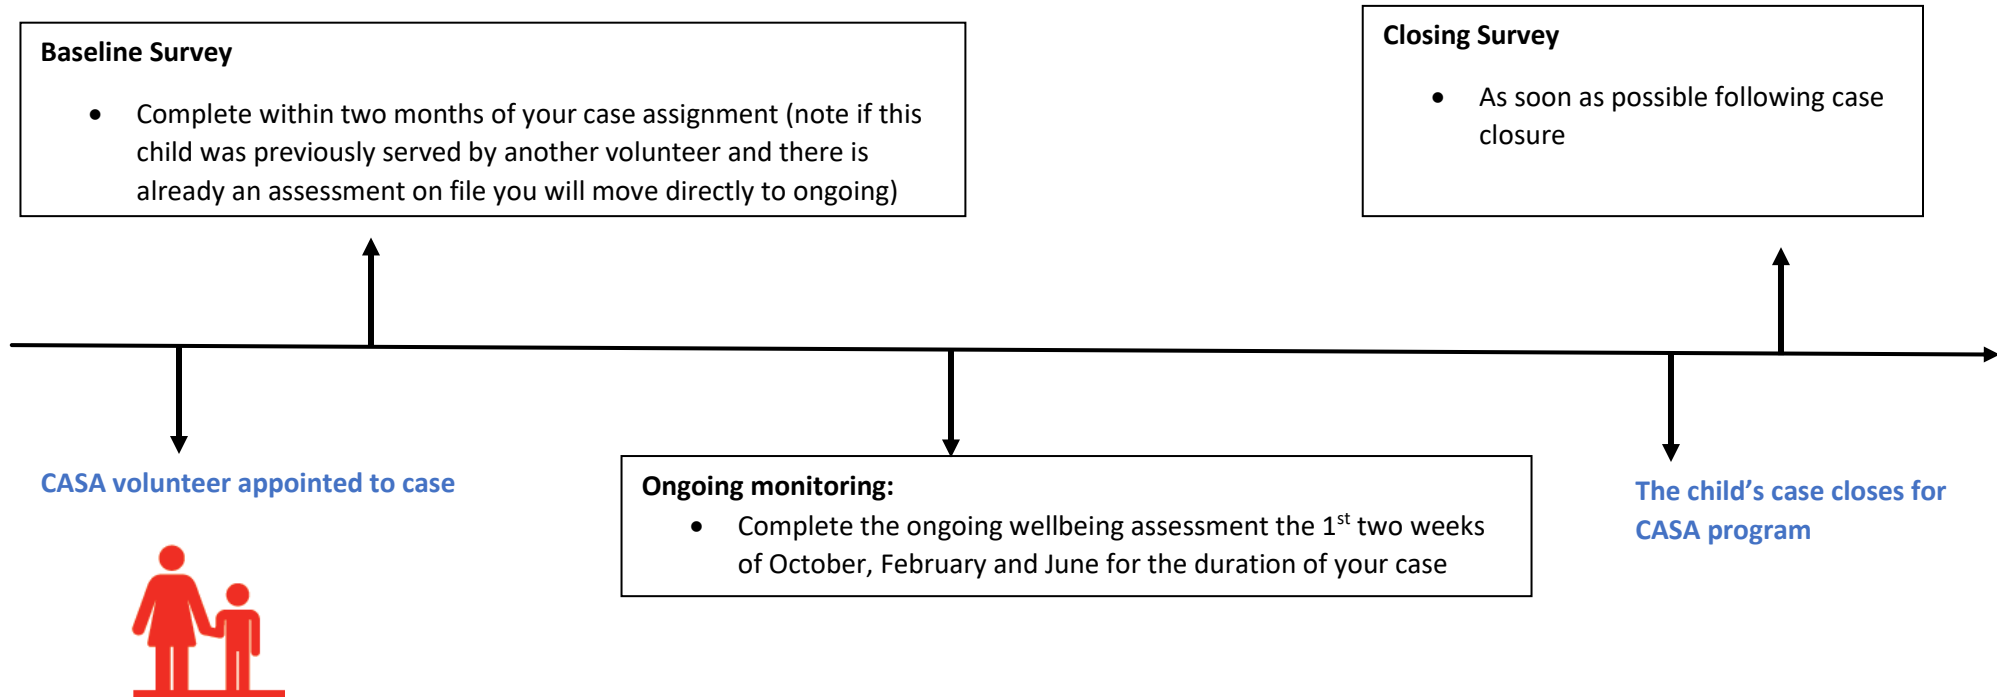 Baseline Survey
• Complete within two months of your case assignment (note if this
child was previously served by another volunteer and there is
already an assessment on file you will move directly to ongoing)
Closing Survey
• As soon as possible following case
closure
CASA volunteer appointed to case
Ongoing monitoring:
• Complete the ongoing wellbeing assessment the 1st two weeks
of October, February and June for the duration of your case
The child’s case closes for
CASA program